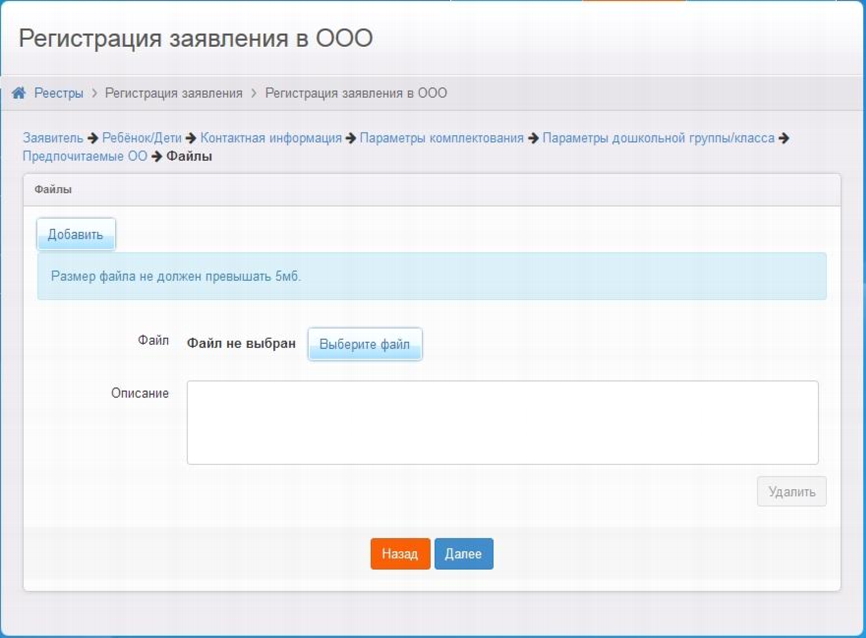 Регистрация заявления в ООО
Реестры > Регистрация заявления > Регистрация заявления в ООО
Заявитель ➔ Ребёнок/Дети ➔ Контактная информация ➔ Параметры комплектования ➔ Параметры дошкольной группы/класса ➔
Предпочитаемые ОО ➔ Файлы
Файлы
Добавить
Размер файла не должен превышать 5мб.
Файл Файл не выбран Выберите файл
Описание
Удалить
Назад Далее